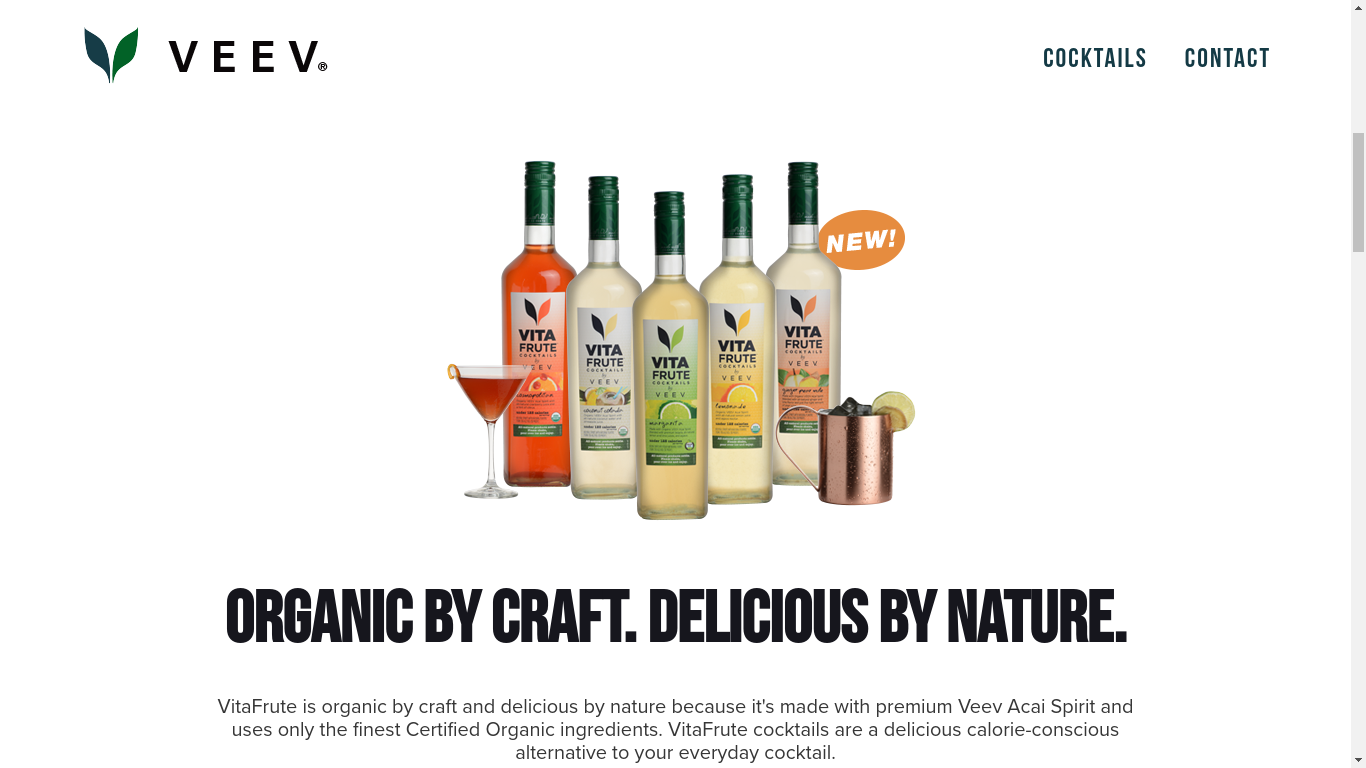 VEEV®
COCKTAILS
CONTACT
NEW!
VITA
FRUTE
COCKTAILS
by
VEEV
cosmopolitan
VITA
FRUTE
COCKTAILS
by
VEEV
VITA
FRUTE
COCKTAILS
by
VEEV
margarita
VITA
FRUTE
COCKTAILS
by
VEEV
lemonade
VITA
FRUTE
COCKTAILS
by
VEEV
ORGANIC BY CRAFT. DELICIOUS BY NATURE.
VitaFrute is organic by craft and delicious by nature because it's made with premium Veev Acai Spirit and
uses only the finest Certified Organic ingredients. VitaFrute cocktails are a delicious calorie-conscious
alternative to your everyday cocktail.